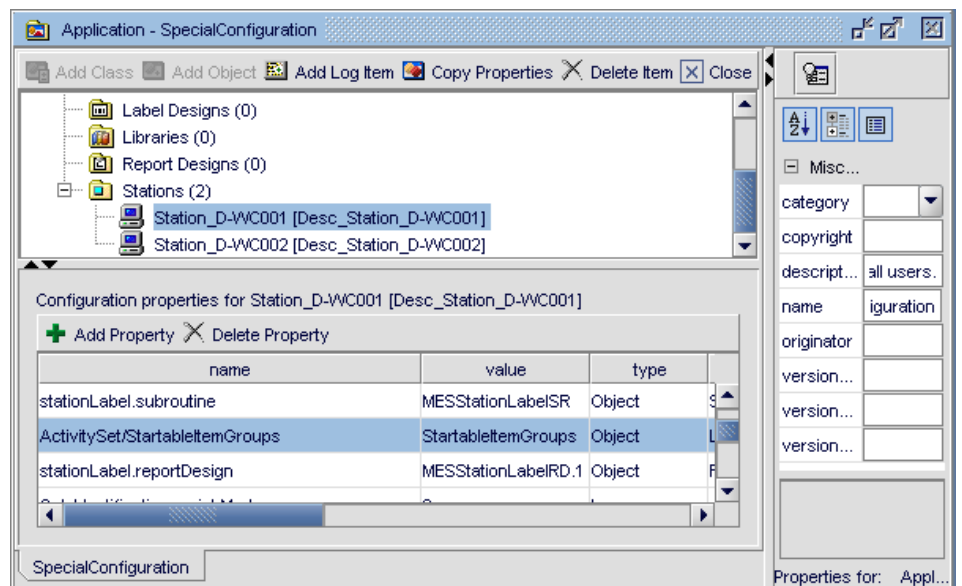 Application - SpecialConfiguration
Add Class Add Object Add Log Item Copy Properties Delete Item Close
Label Designs (0)
Libraries (0)
Report Designs (0)
Stations (2)
Station_D-WC001 [Desc_Station_D-WC001]
Station_D-WC002 [Desc_Station_D-WC002]
Configuration properties for Station_D-WC001 [Desc_Station_D-WC001]
Add Property Delete Property
name value type
stationLabel.subroutine MESStationLabelSR Object
ActivitySet/StartableItemGroups StartableItemGroups Object
stationLabel.reportDesign MESStationLabelRD.1 Object
SpecialConfiguration
Misc...
category
copyright
descript... all users.
name iguration
originator
version...
version...
version...
Properties for: Appl...